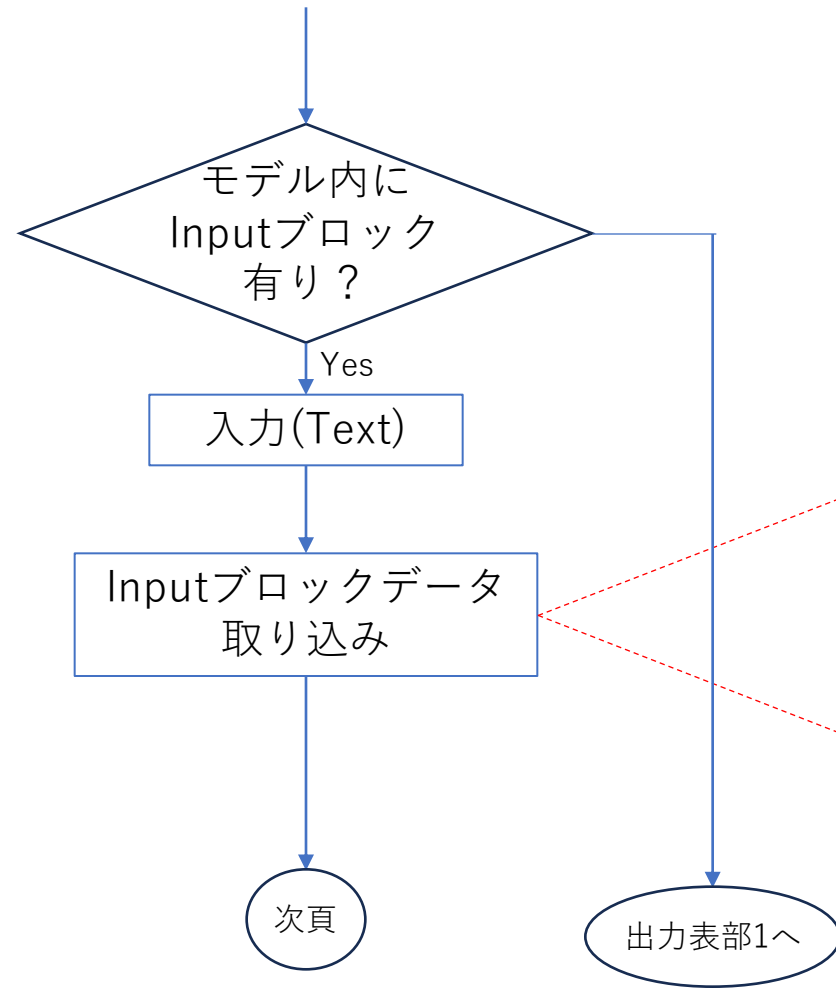 モデル内に
Inputブロック
有り？
Yes
入力(Text)
Inputブロックデータ
取り込み
次頁
出力表部1へ